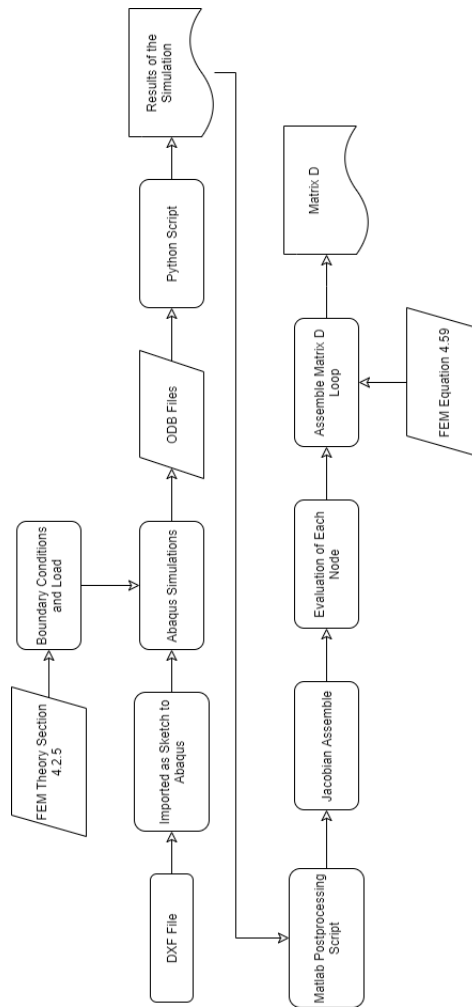 FEM Theory Section
4.2.5
Boundary Conditions
and Load
DXF File
Imported as Sketch to
Abaqus
Abaqus Simulations
ODB Files
Python Script
Results of the
Simulation
Matlab Postprocessing
Script
Jacobian Assemble
Evaluation of Each
Node
Assemble Matrix D
Loop
Matrix D
FEM Equation 4.59